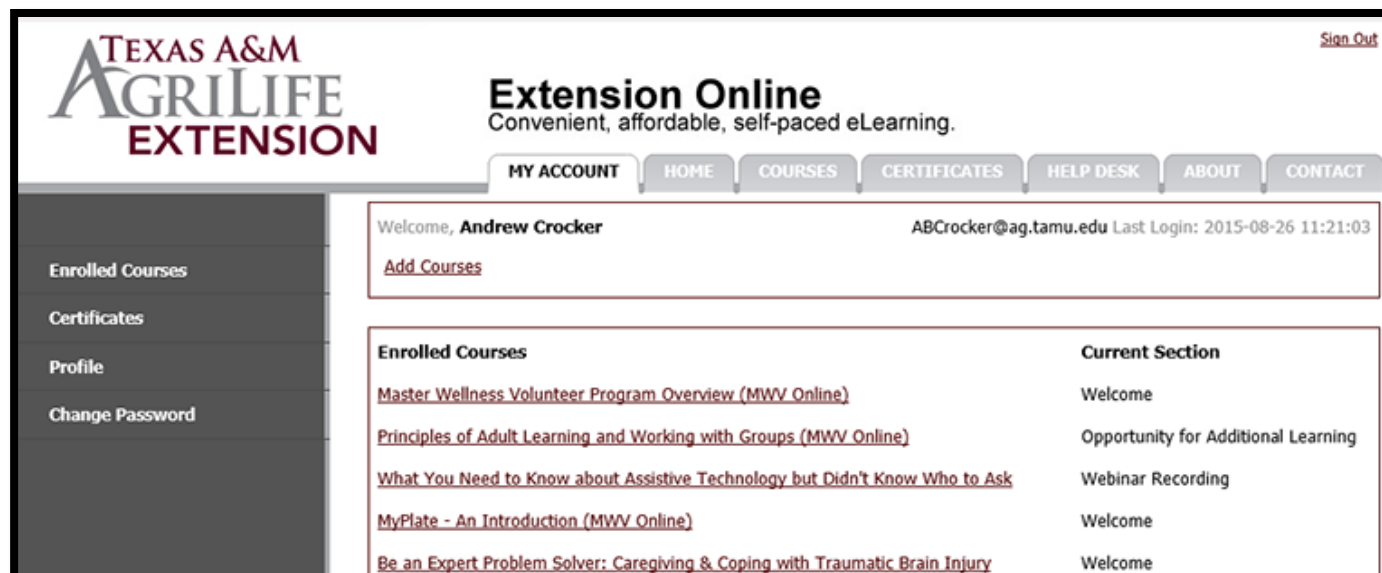 TEXAS A&M
AGRILIFE
EXTENSION
Sign Out
Extension Online
Convenient, affordable, self-paced eLearning.
MY ACCOUNT HOME COURSES CERTIFICATES HELP DESK ABOUT CONTACT
Welcome, Andrew Crocker ABCrocker@ag.tamu.edu Last Login: 2015-08-26 11:21:03
Add Courses
Enrolled Courses
Certificates
Profile
Change Password
Enrolled Courses Current Section
Master Wellness Volunteer Program Overview (MWV Online) Welcome
Principles of Adult Learning and Working with Groups (MWV Online) Opportunity for Additional Learning
What You Need to Know about Assistive Technology but Didn't Know Who to Ask Webinar Recording
MyPlate - An Introduction (MWV Online) Welcome
Be an Expert Problem Solver: Caregiving & Coping with Traumatic Brain Injury Welcome